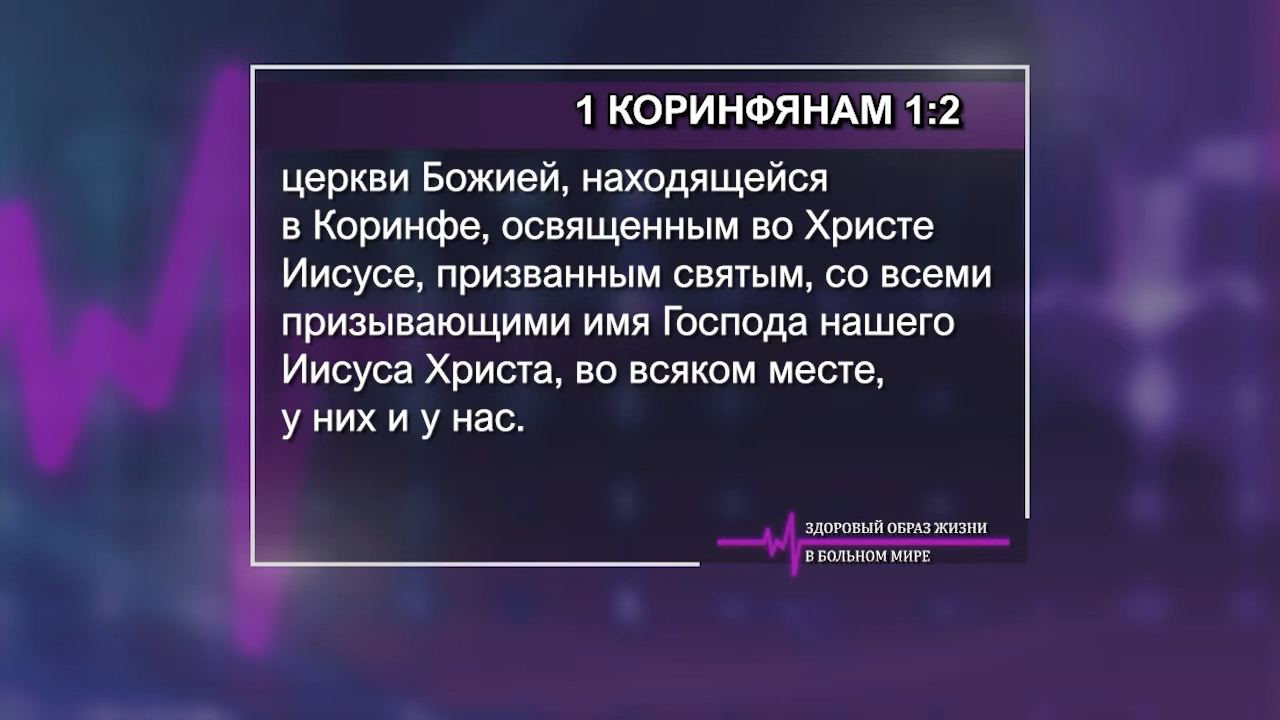 1 КОРИНФЯНАМ 1:2
церкви Божией, находящейся
в Коринфе, освященным во Христе
Иисусе, призванным святым, со всеми
призывающими имя Господа нашего
Иисуса Христа, во всяком месте,
у них и у нас.
ЗДОРОВЫЙ ОБРАЗ ЖИЗНИ
В БОЛЬНОМ МИРЕ